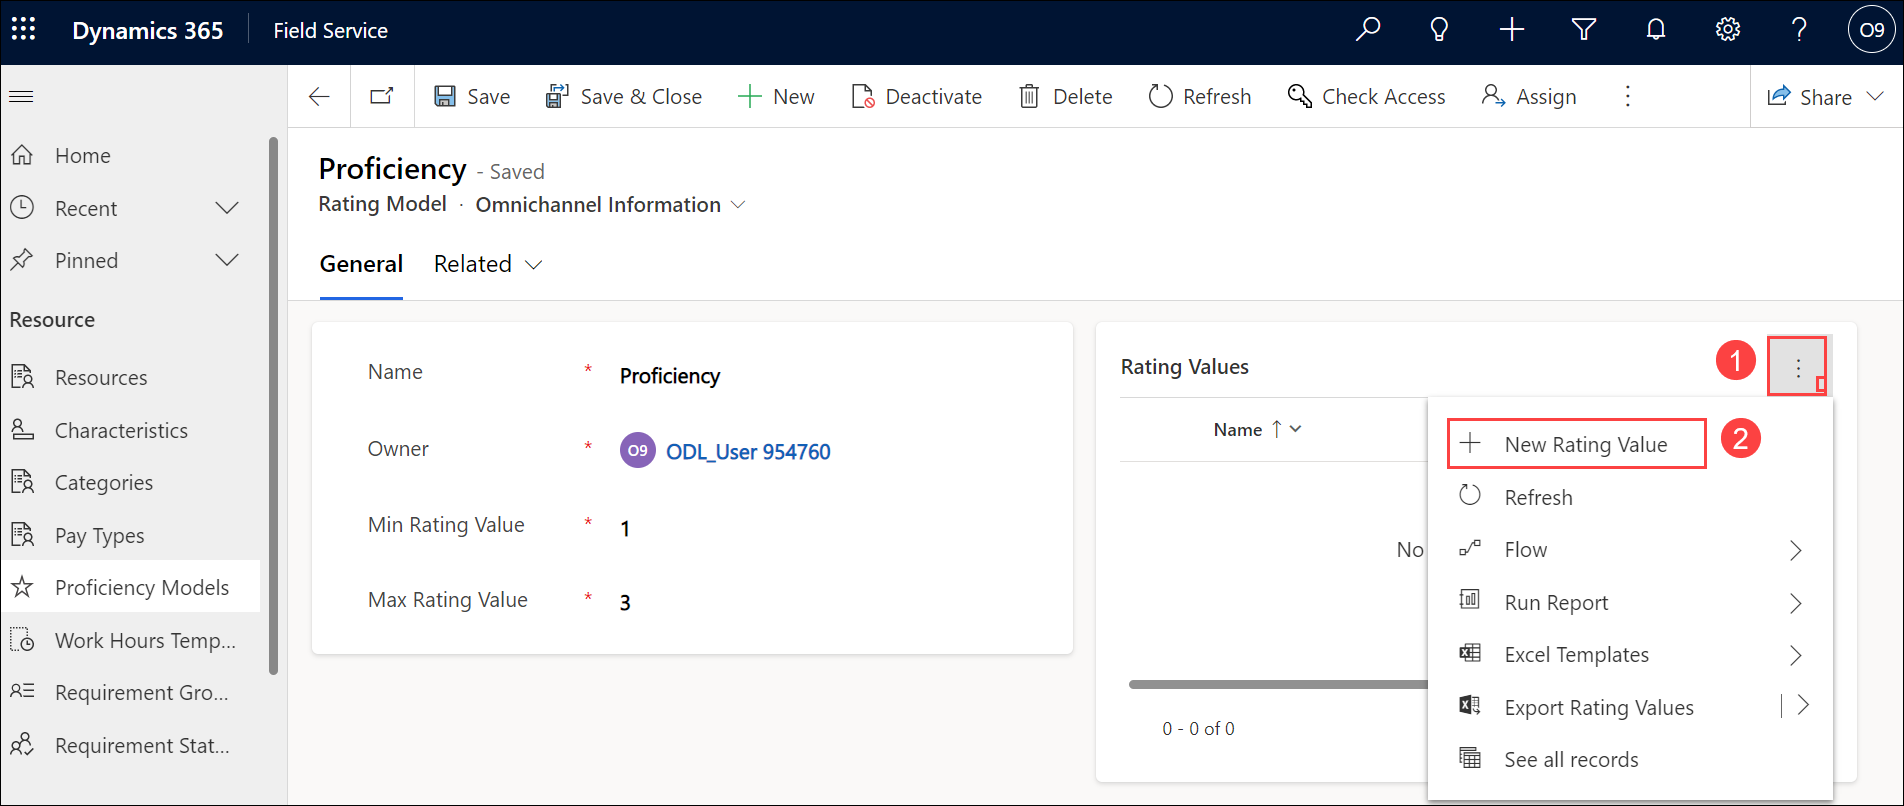 Dynamics 365 Field Service O9
Save Save & Close New Deactivate Delete Refresh Check Access Assign Share
Home
Recent
Pinned
Resource
Resources
Characteristics
Categories
Pay Types
Proficiency Models
Work Hours Temp...
Requirement Gro...
Requirement Stat...
Proficiency - Saved
Rating Model · Omnichannel Information
General Related
Name * Proficiency
Owner * O9 ODL_User 954760
Min Rating Value * 1
Max Rating Value * 3
Rating Values 1
Name ↑
No
0 - 0 of 0
New Rating Value 2
Refresh
Flow
Run Report
Excel Templates
Export Rating Values
See all records